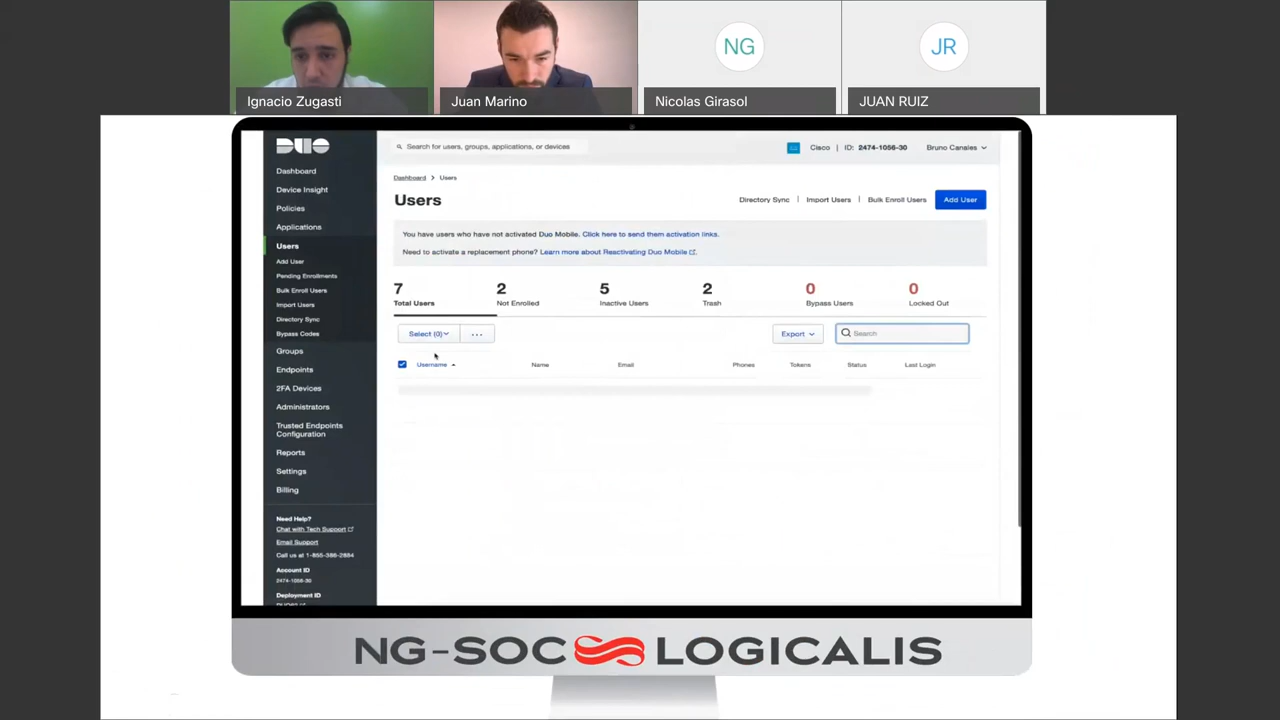 NG
JR
Ignacio Zugasti
Juan Marino
Nicolas Girasol
JUAN RUIZ
DUO
Search for users, groups, applications, or devices
Cisco | ID: 2474-1056-30
Bruno Canales
Dashboard
Device Insight
Policies
Applications
Users
Add User
Pending Enrollments
Bulk Enroll Users
Import Users
Directory Sync
Bypass Codes
Groups
Endpoints
2FA Devices
Administrators
Trusted Endpoints
Configuration
Reports
Settings
Billing
Need Help?
Chat with Tech Support
Email Support
Call us at 1-855-386-2884
Account ID
2474-1056-30
Deployment ID
Dashboard > Users
Users
Directory Sync | Import Users | Bulk Enroll Users
Add User
You have users who have not activated Duo Mobile. Click here to send them activation links.
Need to activate a replacement phone? Learn more about Reactivating Duo Mobile.
7 2 5 2 0 0
Total Users Not Enrolled Inactive Users Trash Bypass Users Locked Out
Select (0) ... Export Search
Username Name Email Phones Tokens Status Last Login
NG-SOC LOGICALIS